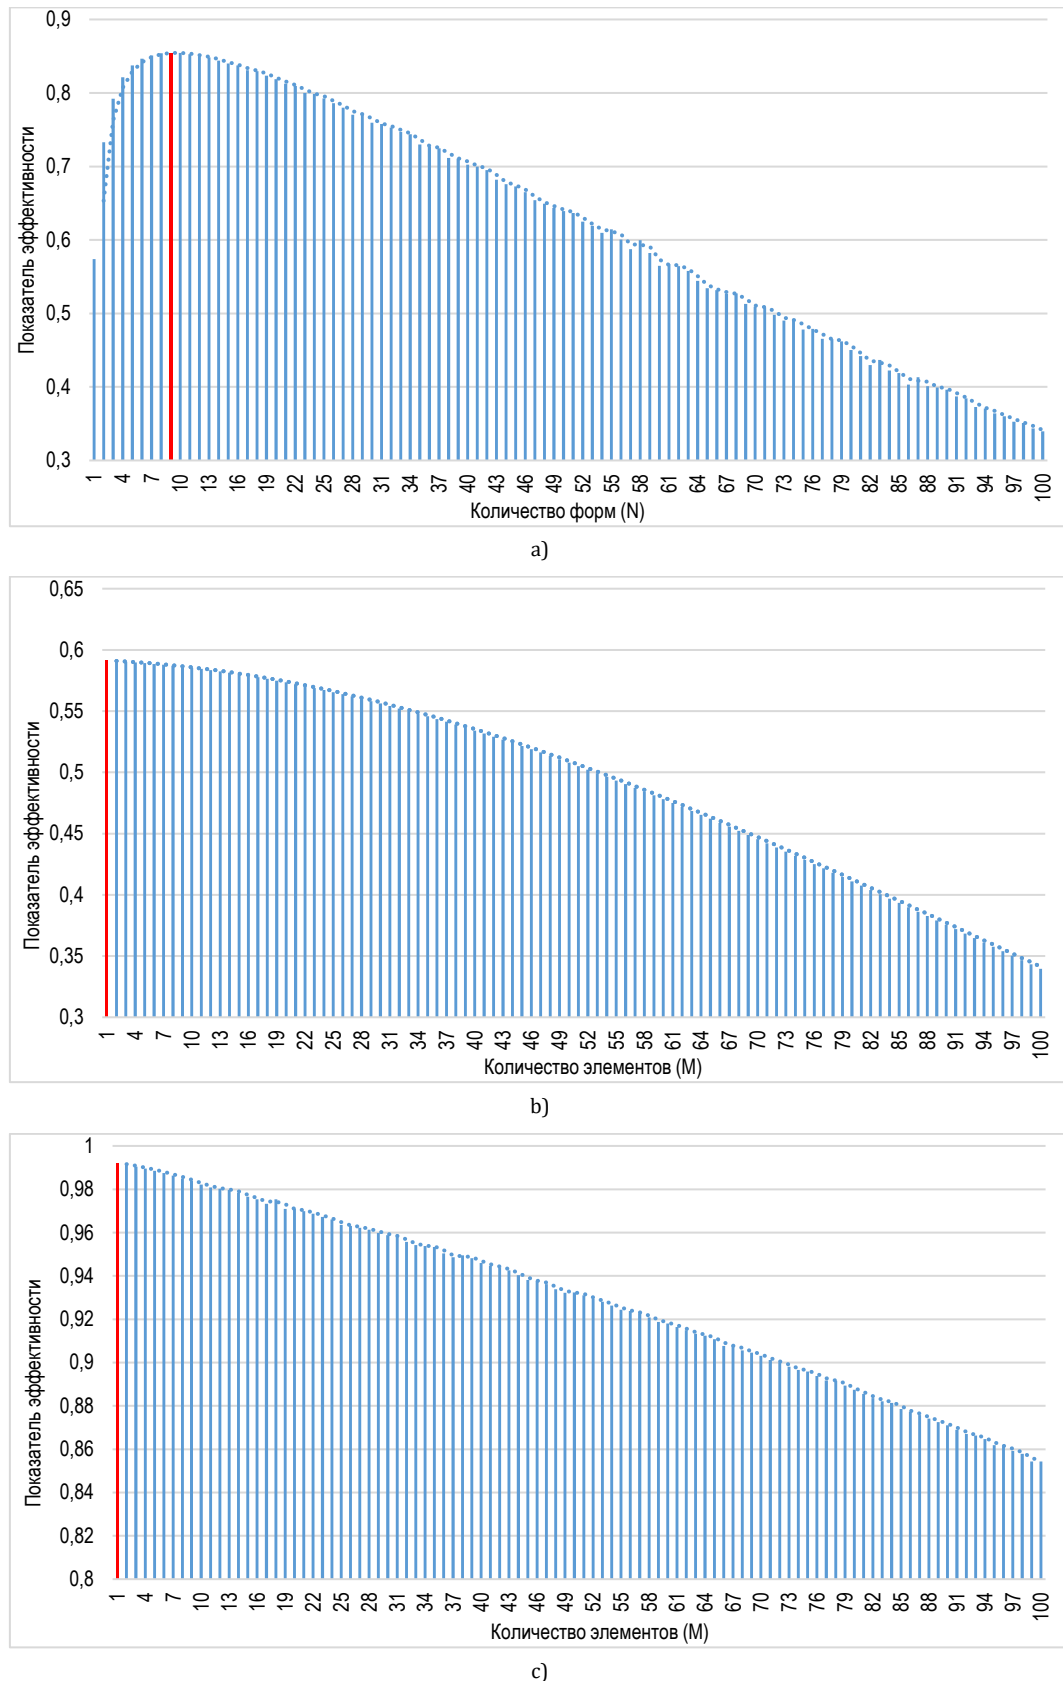 0,9
0,8
0,7
0,6
0,5
0,4
0,3
Показатель эффективности
1 4 7 10 13 16 19 22 25 28 31 34 37 40 43 46 49 52 55 58 61 64 67 70 73 76 79 82 85 88 91 94 97 100
Количество форм (N)
a)
0,65
0,6
0,55
0,5
0,45
0,4
0,35
0,3
Показатель эффективности
1 4 7 10 13 16 19 22 25 28 31 34 37 40 43 46 49 52 55 58 61 64 67 70 73 76 79 82 85 88 91 94 97 100
Количество элементов (M)
b)
1
0,98
0,96
0,94
0,92
0,9
0,88
0,86
0,84
0,82
0,8
Показатель эффективности
1 4 7 10 13 16 19 22 25 28 31 34 37 40 43 46 49 52 55 58 61 64 67 70 73 76 79 82 85 88 91 94 97 100
Количество элементов (M)
c)